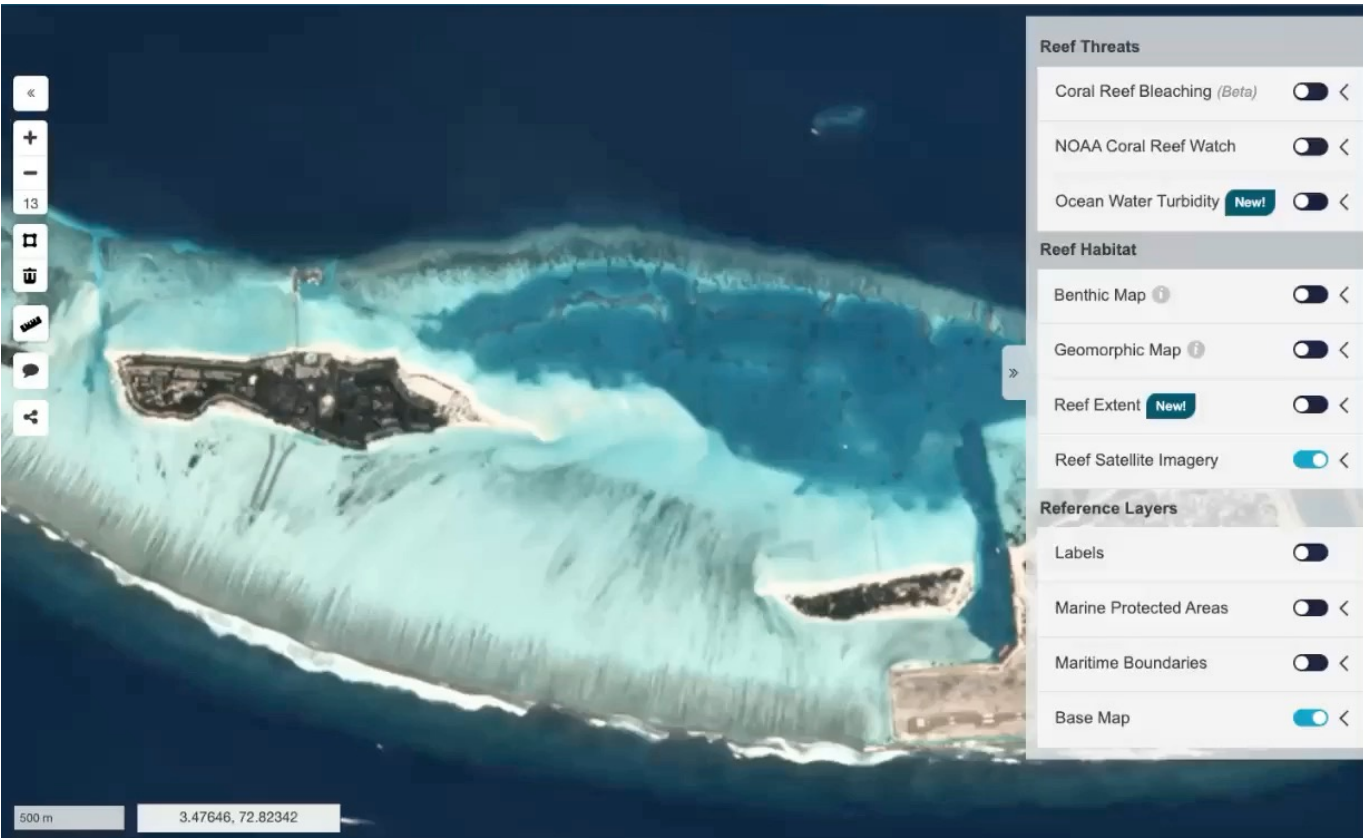 Reef Threats
Coral Reef Bleaching (Beta)
NOAA Coral Reef Watch
Ocean Water Turbidity New!
Reef Habitat
Benthic Map
Geomorphic Map
Reef Extent New!
Reef Satellite Imagery
Reference Layers
Labels
Marine Protected Areas
Maritime Boundaries
Base Map
13
500 m
3.47646, 72.82342